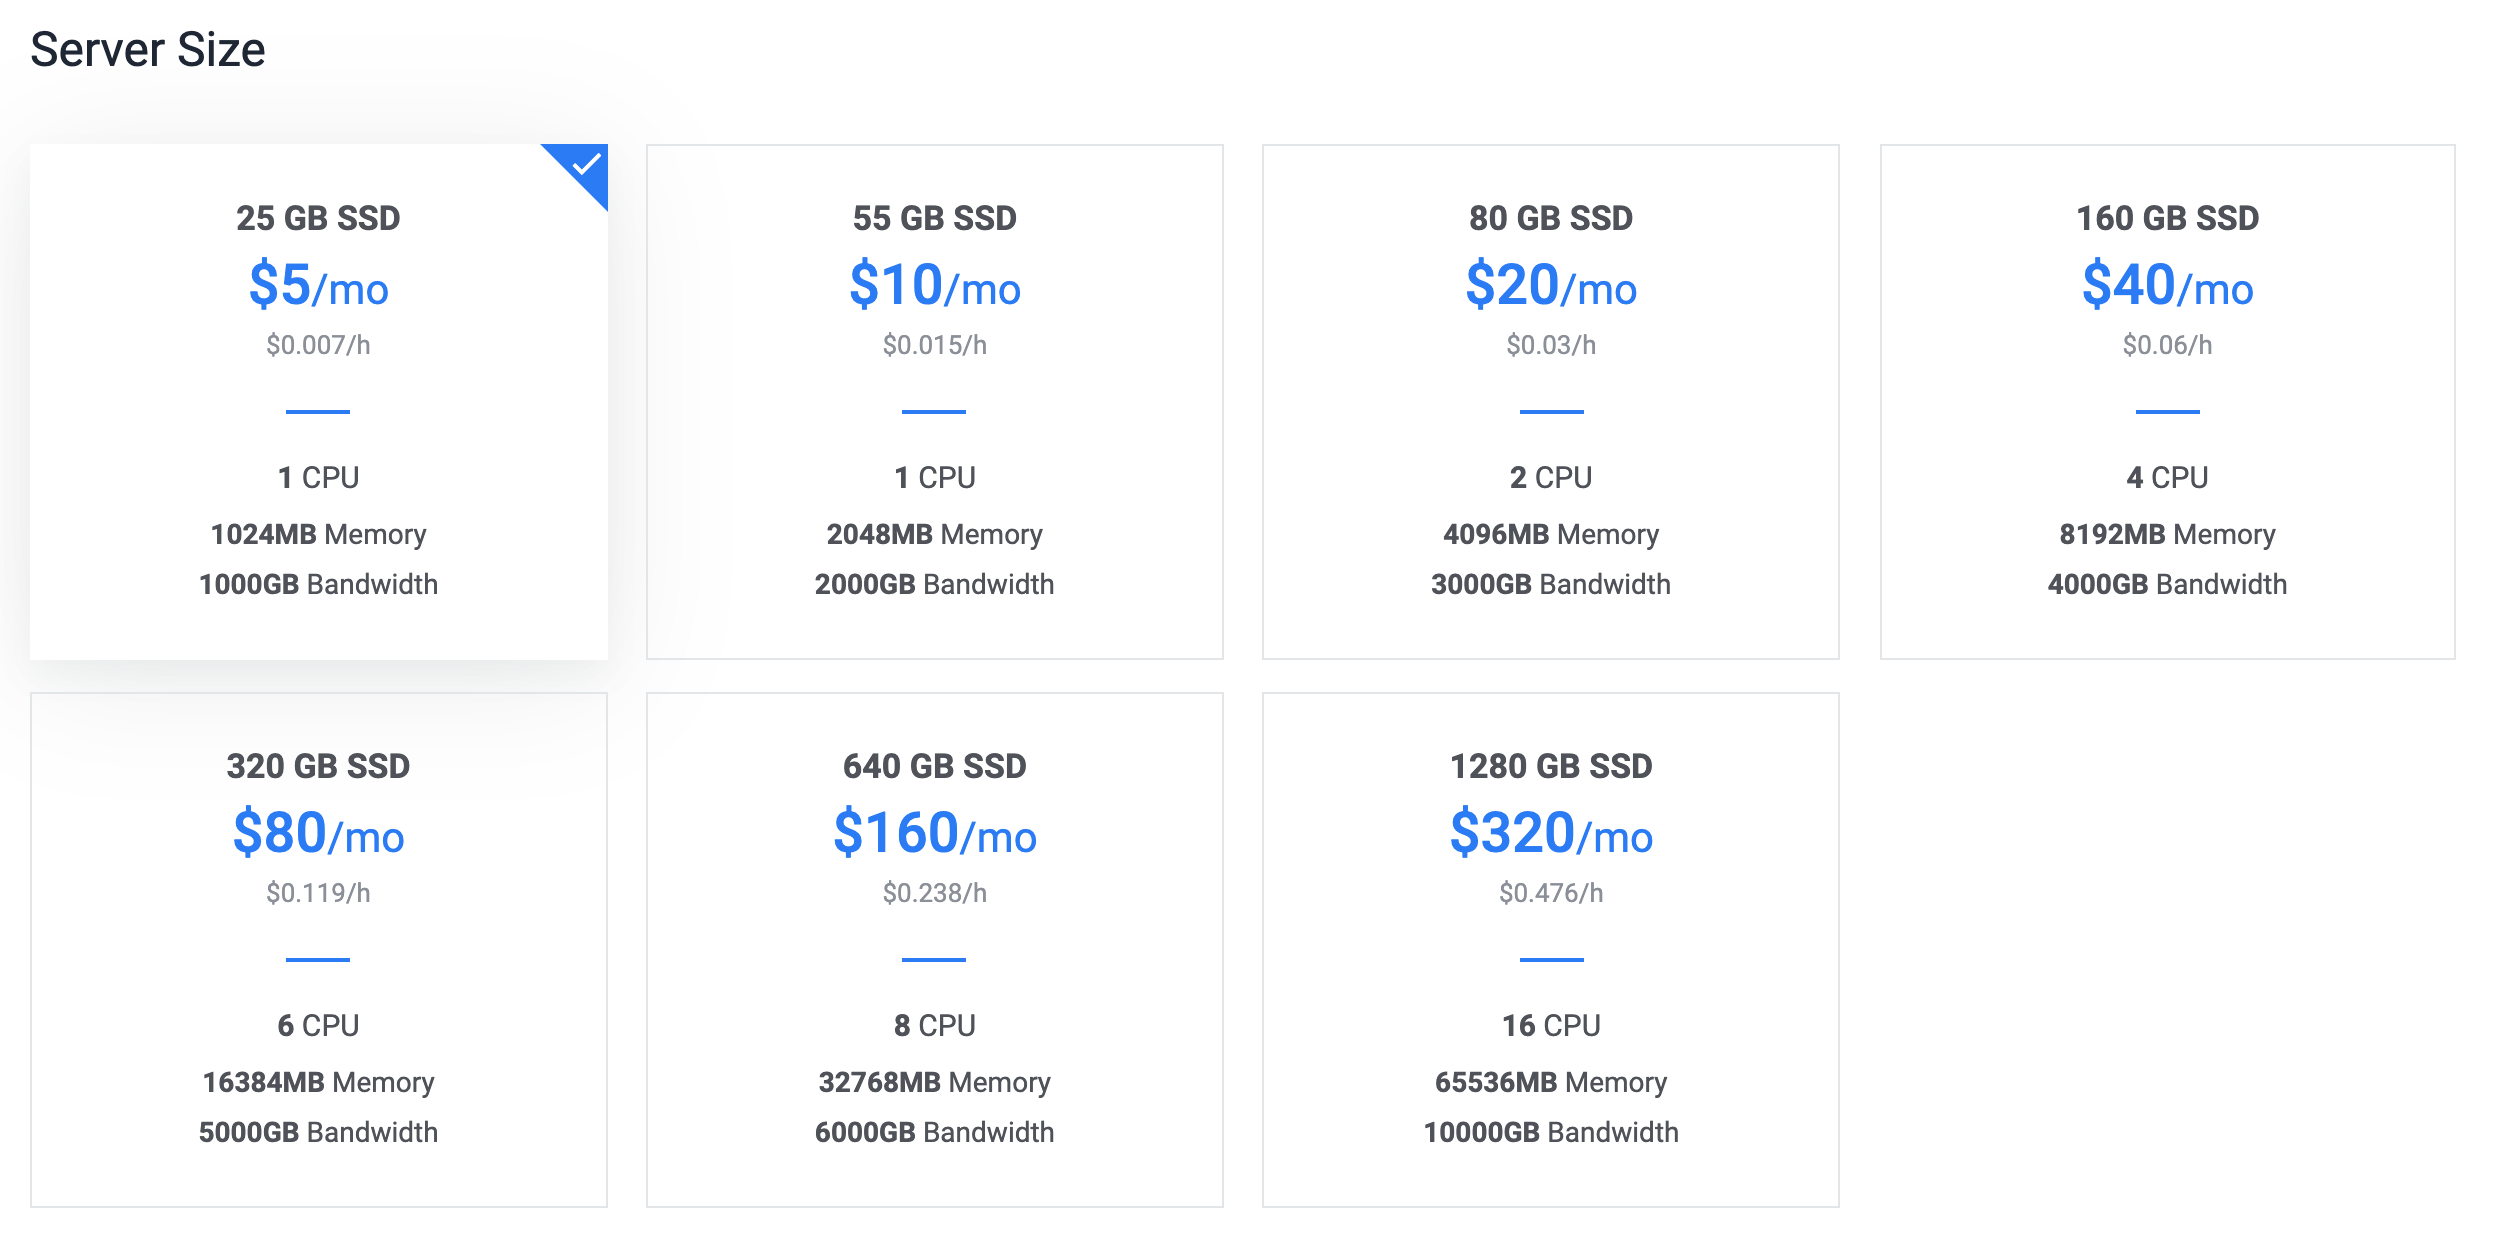 Server Size
25 GB SSD
$5/mo
$0.007/h
1 CPU
1024MB Memory
1000GB Bandwidth
55 GB SSD
$10/mo
$0.015/h
1 CPU
2048MB Memory
2000GB Bandwidth
80 GB SSD
$20/mo
$0.03/h
2 CPU
4096MB Memory
3000GB Bandwidth
160 GB SSD
$40/mo
$0.06/h
4 CPU
8192MB Memory
4000GB Bandwidth
320 GB SSD
$80/mo
$0.119/h
6 CPU
16384MB Memory
5000GB Bandwidth
640 GB SSD
$160/mo
$0.238/h
8 CPU
32768MB Memory
6000GB Bandwidth
1280 GB SSD
$320/mo
$0.476/h
16 CPU
65536MB Memory
10000GB Bandwidth